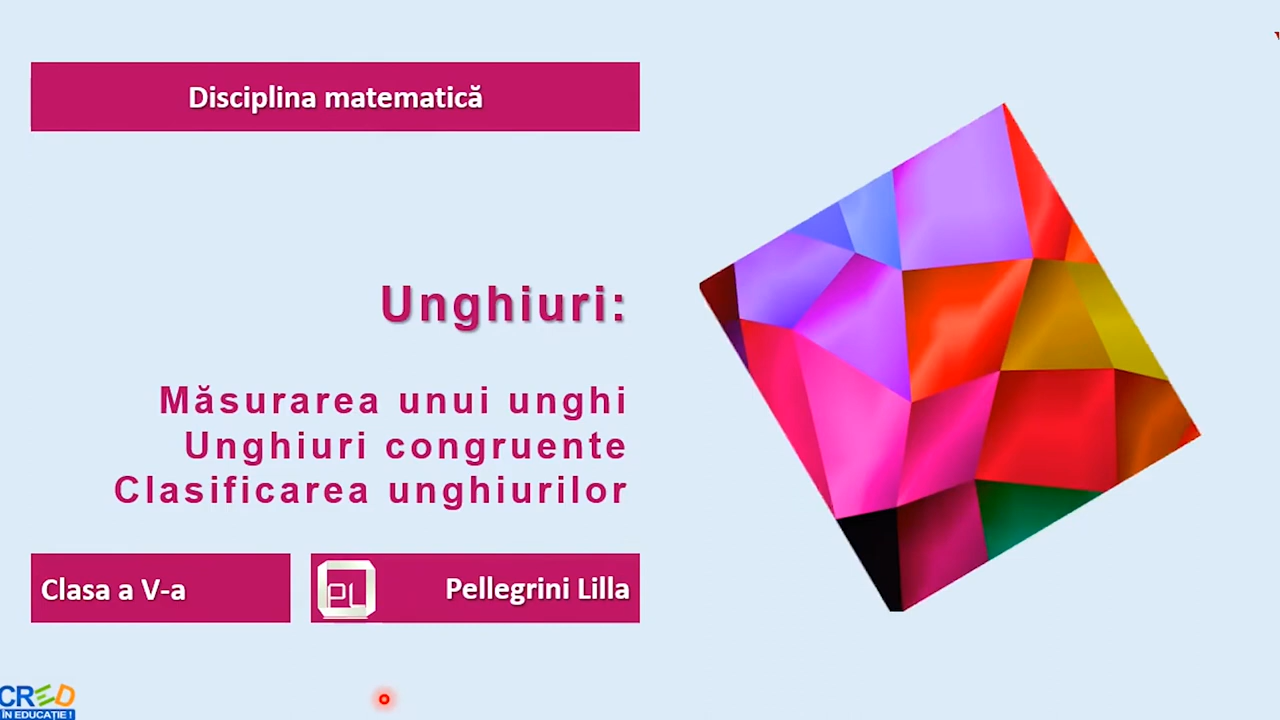 Disciplina matematică
Unghiuri:
Măsurarea unui unghi
Unghiuri congruente
Clasificarea unghiurilor
Clasa a V-a
PL
Pellegrini Lilla
CRED
ÎN EDUCAȚIE !